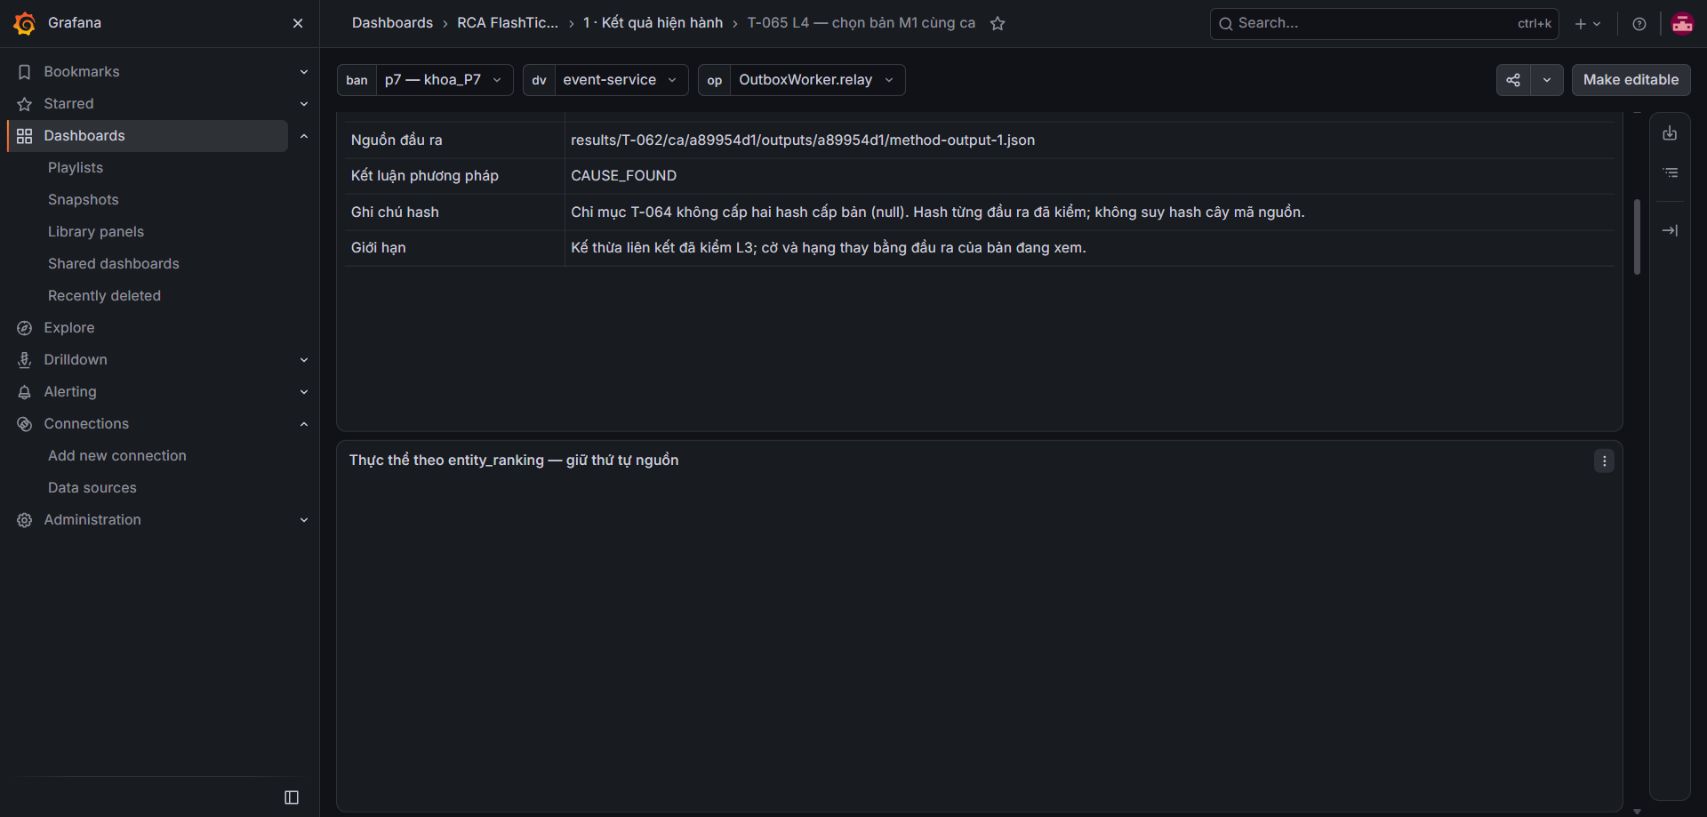 Grafana
Dashboards › RCA FlashTic... › 1 · Kết quả hiện hành › T-065 L4 — chọn bản M1 cùng ca
Search...
ctrl+k
Bookmarks
Starred
Dashboards
Playlists
Snapshots
Library panels
Shared dashboards
Recently deleted
Explore
Drilldown
Alerting
Connections
Add new connection
Data sources
Administration
ban p7 — khoa_P7
dv event-service
op OutboxWorker.relay
Make editable
Nguồn đầu ra results/T-062/ca/a89954d1/outputs/a89954d1/method-output-1.json
Kết luận phương pháp CAUSE_FOUND
Ghi chú hash Chỉ mục T-064 không cấp hai hash cấp bản (null). Hash từng đầu ra đã kiểm; không suy hash cây mã nguồn.
Giới hạn Kế thừa liên kết đã kiểm L3; cờ và hạng thay bằng đầu ra của bản đang xem.
Thực thể theo entity_ranking — giữ thứ tự nguồn